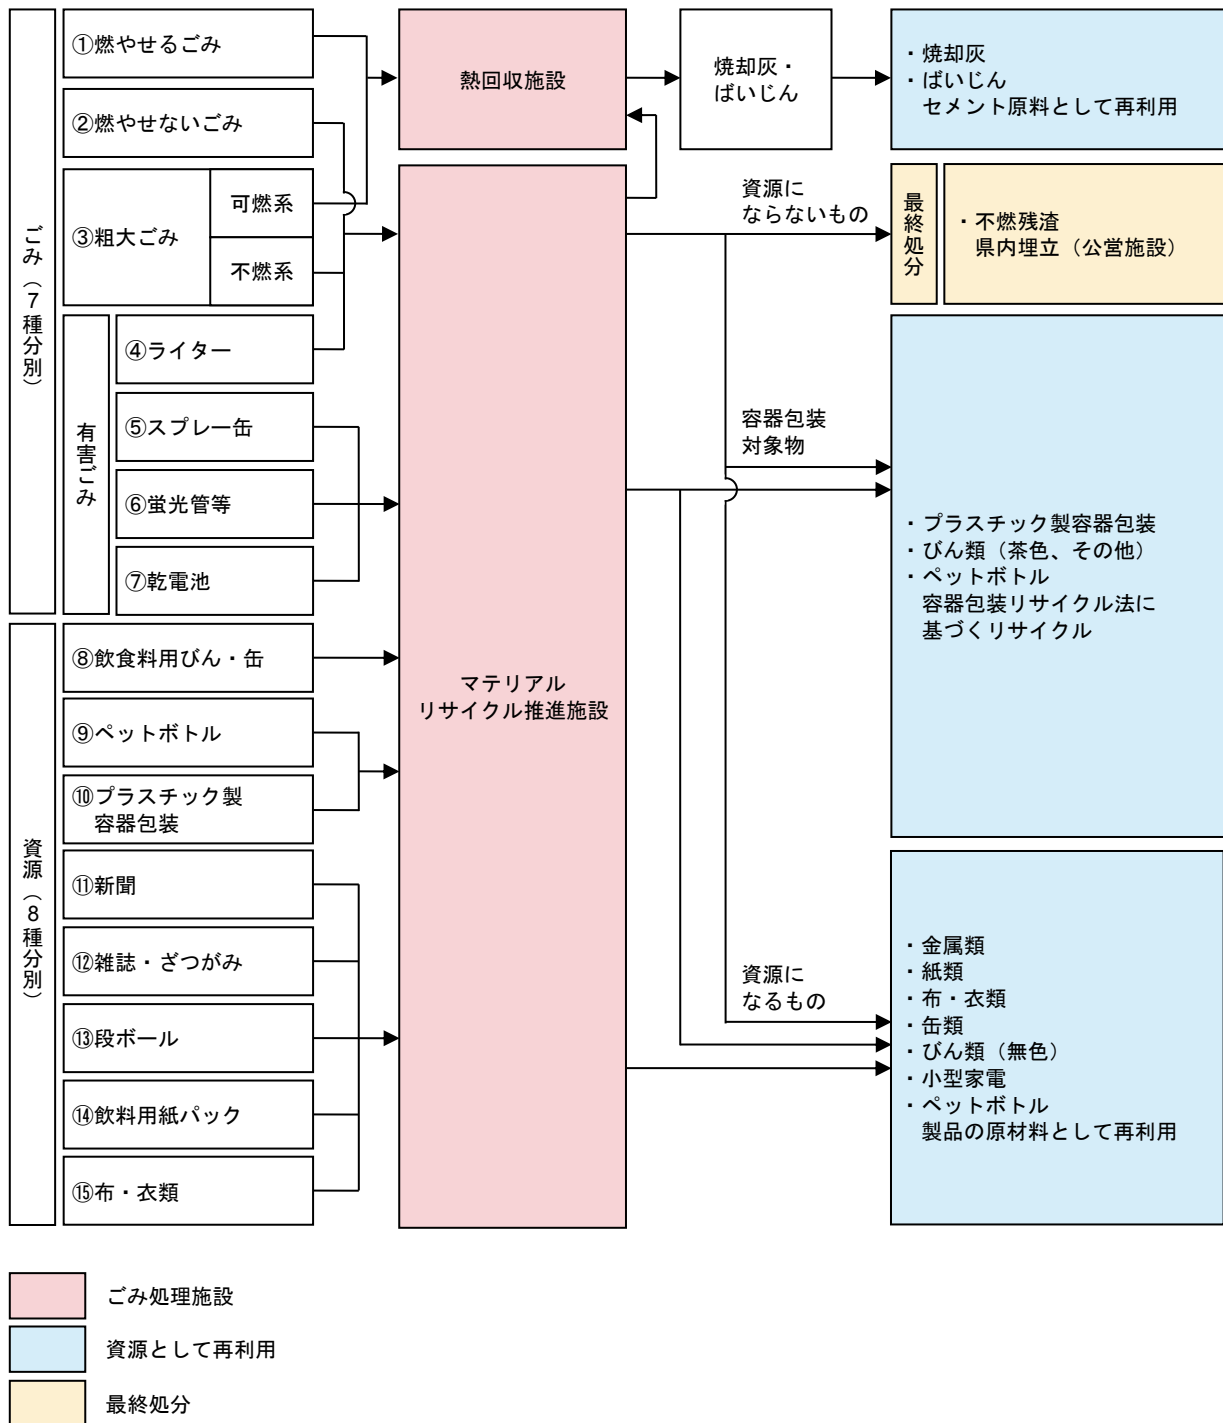 ごみ（7種分別）
①燃やせるごみ
②燃やせないごみ
③粗大ごみ
可燃系
不燃系
有害ごみ
④ライター
⑤スプレー缶
⑥蛍光管等
⑦乾電池
資源（8種分別）
⑧飲食料用びん・缶
⑨ペットボトル
⑩プラスチック製
容器包装
⑪新聞
⑫雑誌・ざつがみ
⑬段ボール
⑭飲料用紙パック
⑮布・衣類
熱回収施設
マテリアル
リサイクル推進施設
焼却灰・
ばいじん
・焼却灰
・ばいじん
セメント原料として再利用
資源に
ならないもの
最終処分
・不燃残渣
県内埋立（公営施設）
容器包装
対象物
・プラスチック製容器包装
・びん類（茶色、その他）
・ペットボトル
容器包装リサイクル法に
基づくリサイクル
資源に
なるもの
・金属類
・紙類
・布・衣類
・缶類
・びん類（無色）
・小型家電
・ペットボトル
製品の原材料として再利用
ごみ処理施設
資源として再利用
最終処分